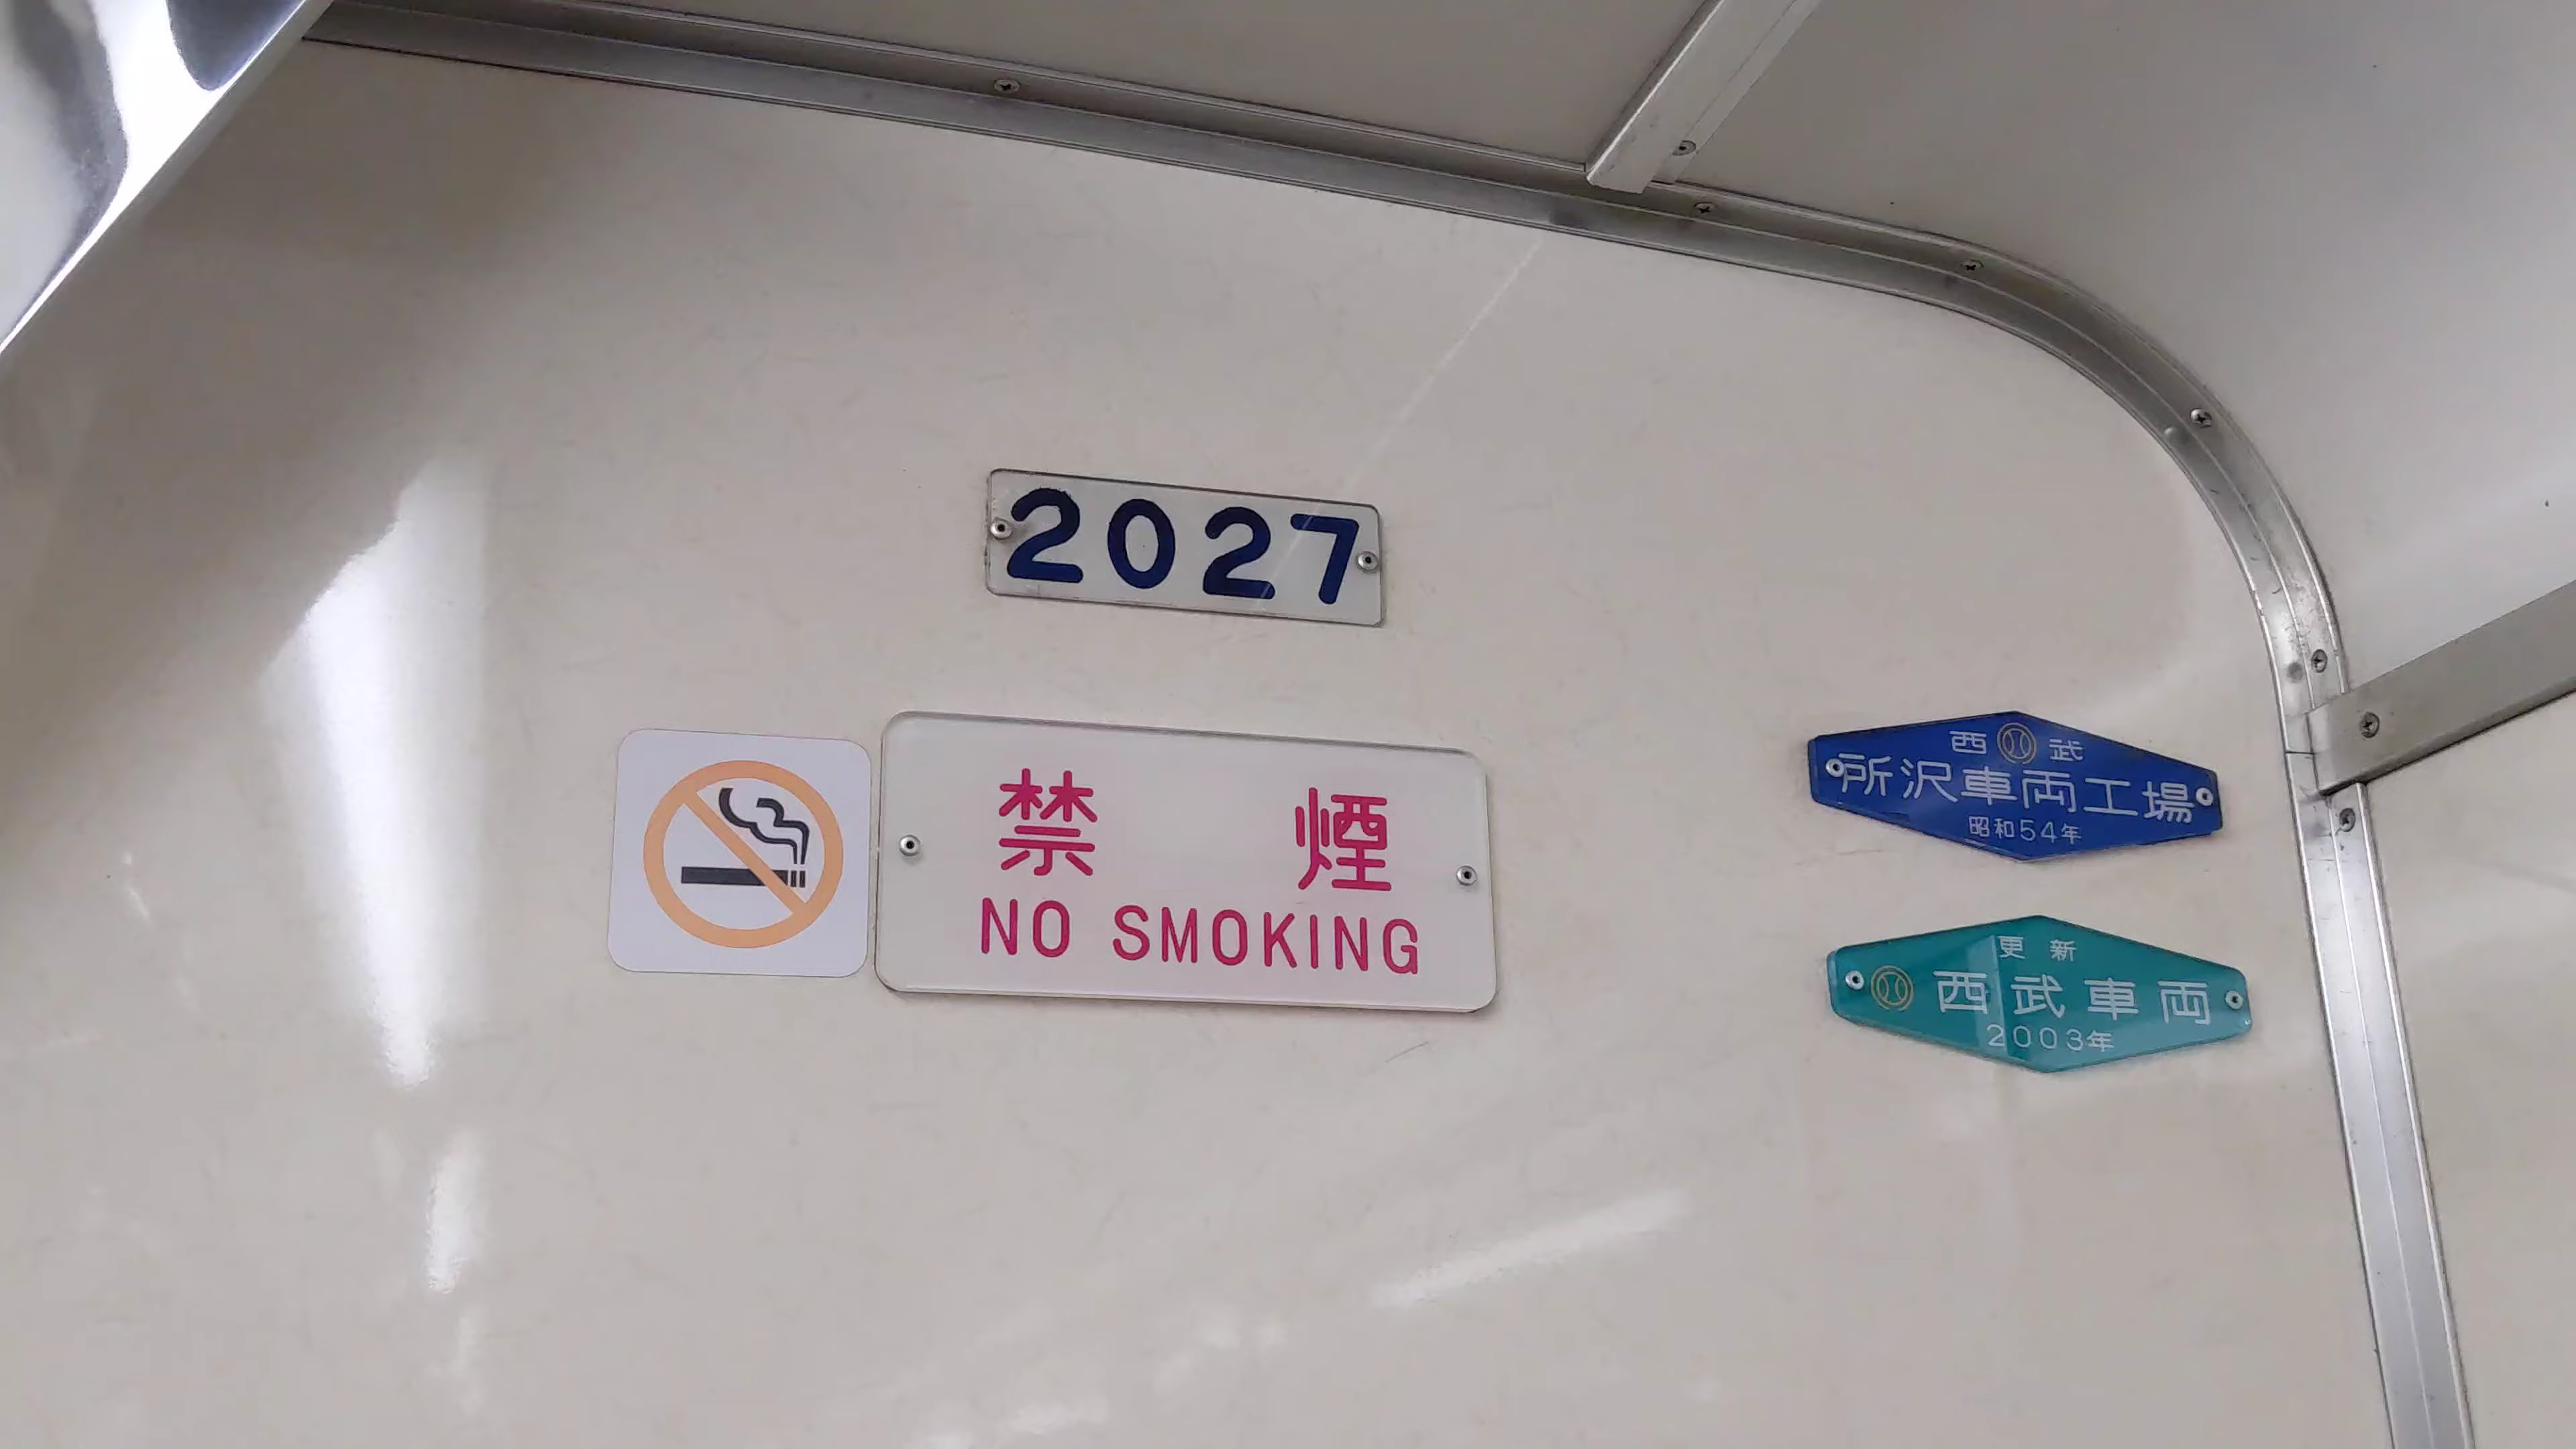 2027
禁 煙
NO SMOKING
西 武
所沢車両工場
昭和54年
更 新
西武車両
2003年